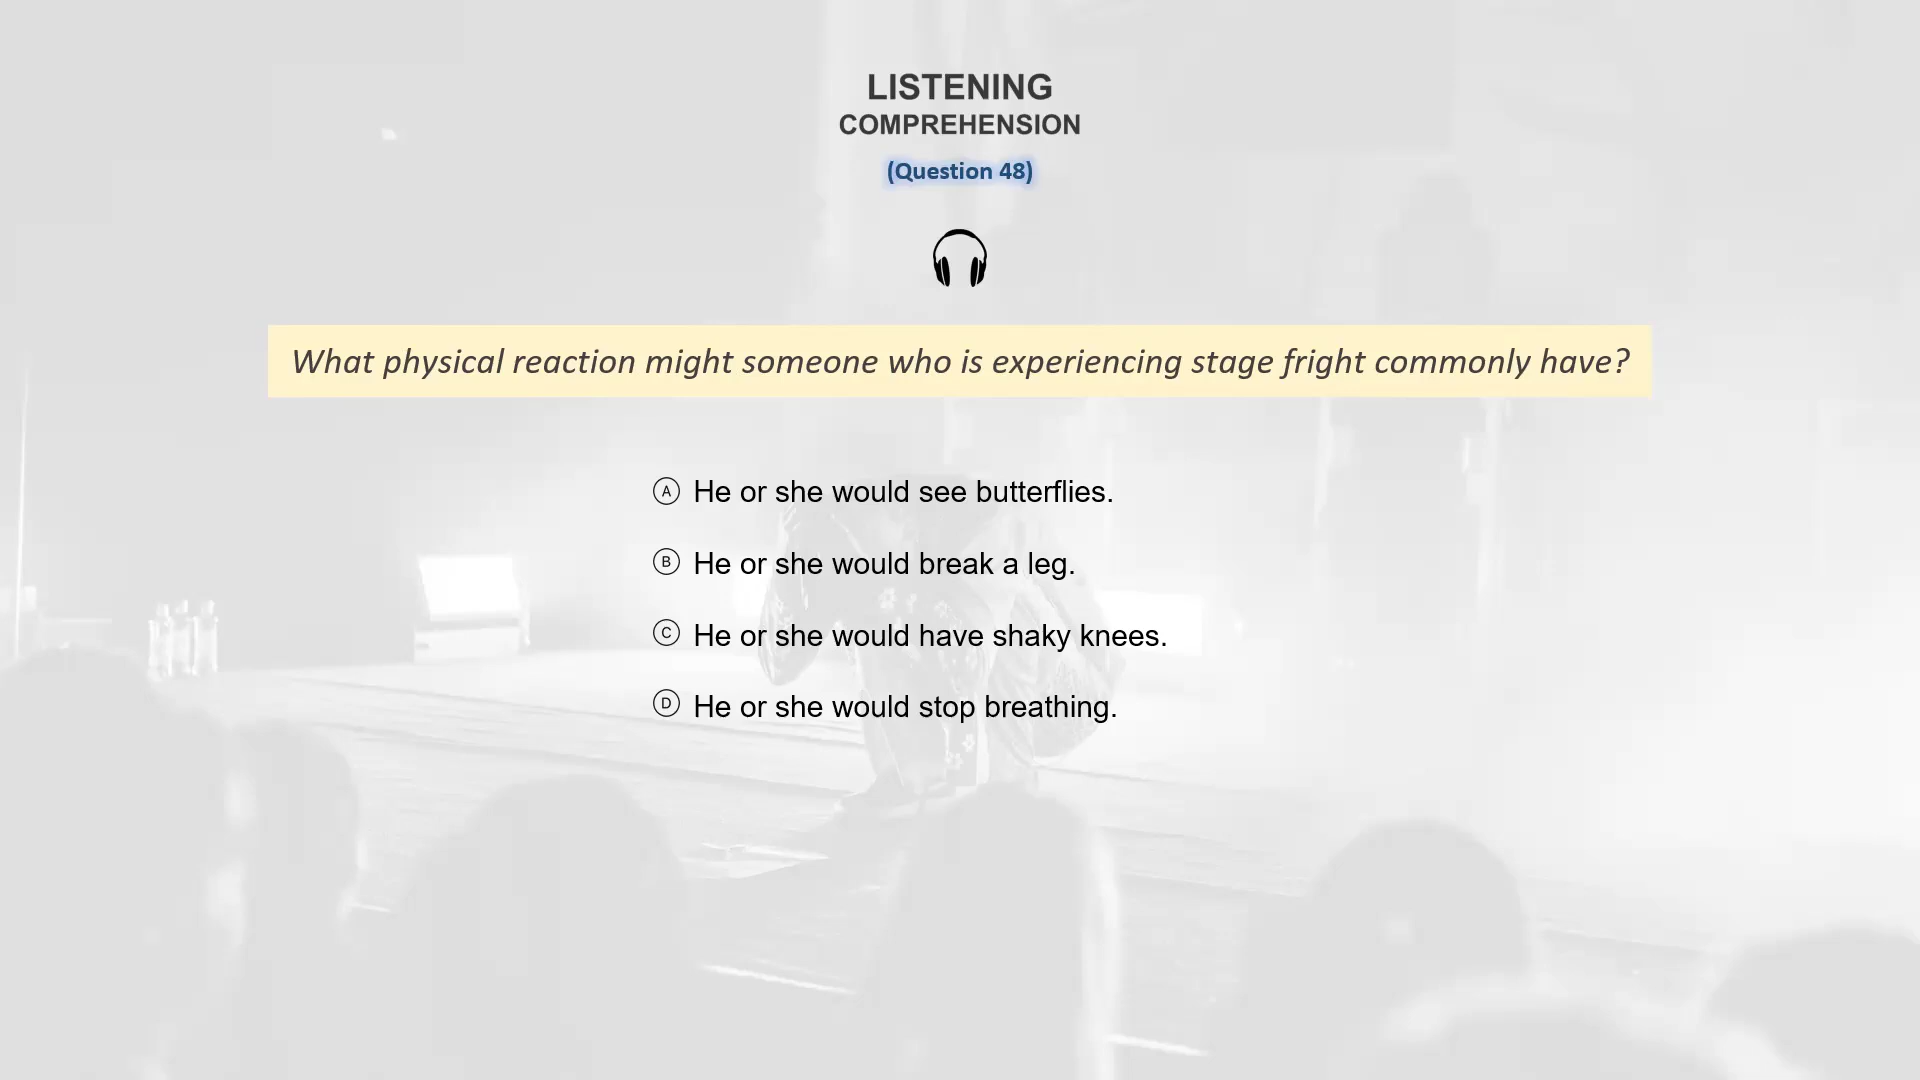 LISTENING
COMPREHENSION
(Question 48)
What physical reaction might someone who is experiencing stage fright commonly have?
Ⓐ He or she would see butterflies.
Ⓑ He or she would break a leg.
Ⓒ He or she would have shaky knees.
Ⓓ He or she would stop breathing.